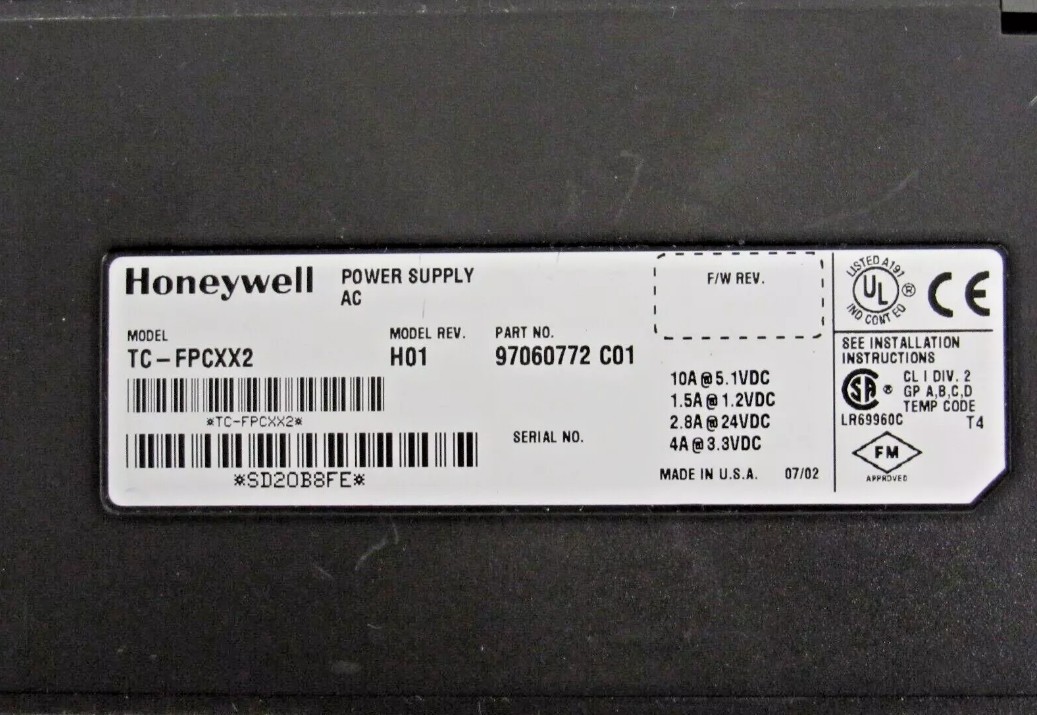 Honeywell
POWER SUPPLY
AC
MODEL
TC-FPCXX2
MODEL REV.
H01
PART NO.
97060772 C01
*TC-FPCXX2*
*SD20B8FE*
SERIAL NO.
F/W REV.
10A@5.1VDC
1.5A@1.2VDC
2.8A@24VDC
4A@3.3VDC
MADE IN U.S.A. 07/02
LISTED A191
UL ®
IND CONT EQ
CE
SEE INSTALLATION
INSTRUCTIONS
SA ®
CL I DIV. 2
GP A,B,C,D
TEMP CODE
T4
LR69960C
FM
APPROVED